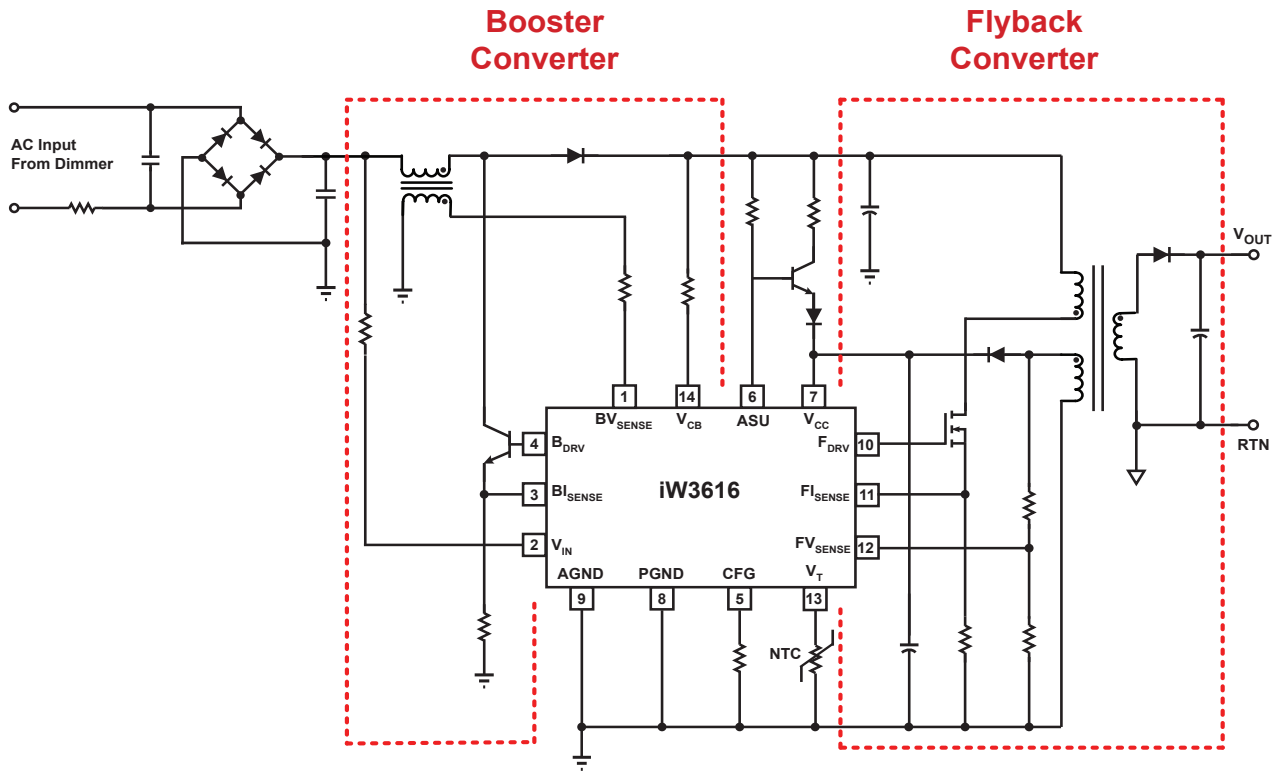 Booster
Converter
Flyback
Converter
AC Input
From Dimmer
VOUT
RTN
1
14
6
7
BVSENSE
VCB
ASU
VCC
4
BDRV
FDRV
10
3
BISENSE
iW3616
FISENSE
11
2
VIN
FVSENSE
12
AGND
PGND
CFG
VT
9
8
5
13
NTC